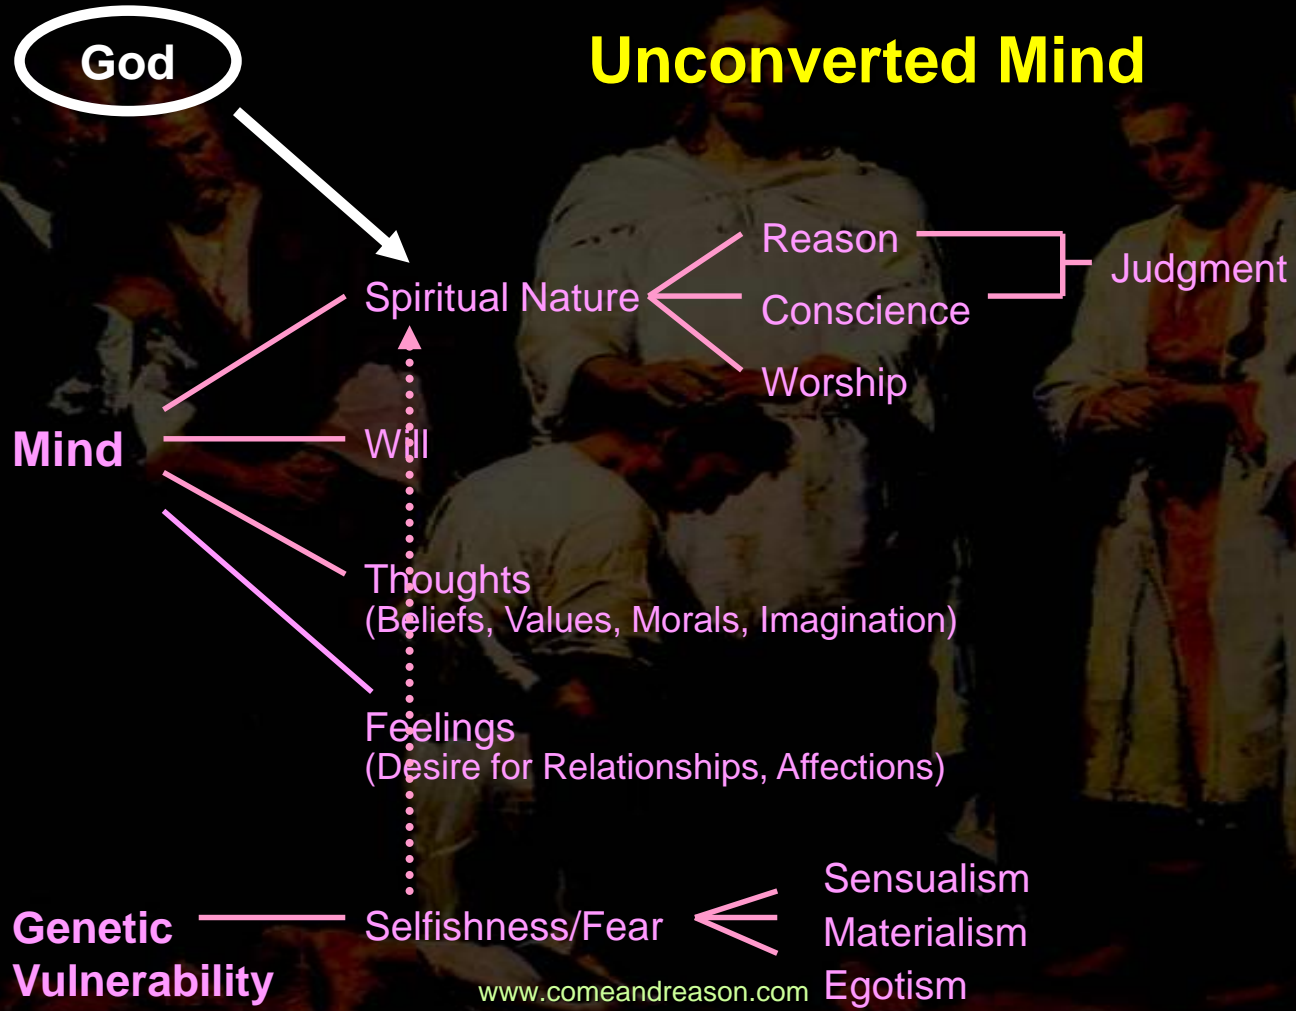 God
Unconverted Mind
Reason
Judgment
Spiritual Nature
Conscience
Worship
Mind
Will
Thoughts
(Beliefs, Values, Morals, Imagination)
Feelings
(Desire for Relationships, Affections)
Sensualism
Genetic
Vulnerability
Selfishness/Fear
Materialism
Egotism
www.comeandreason.com